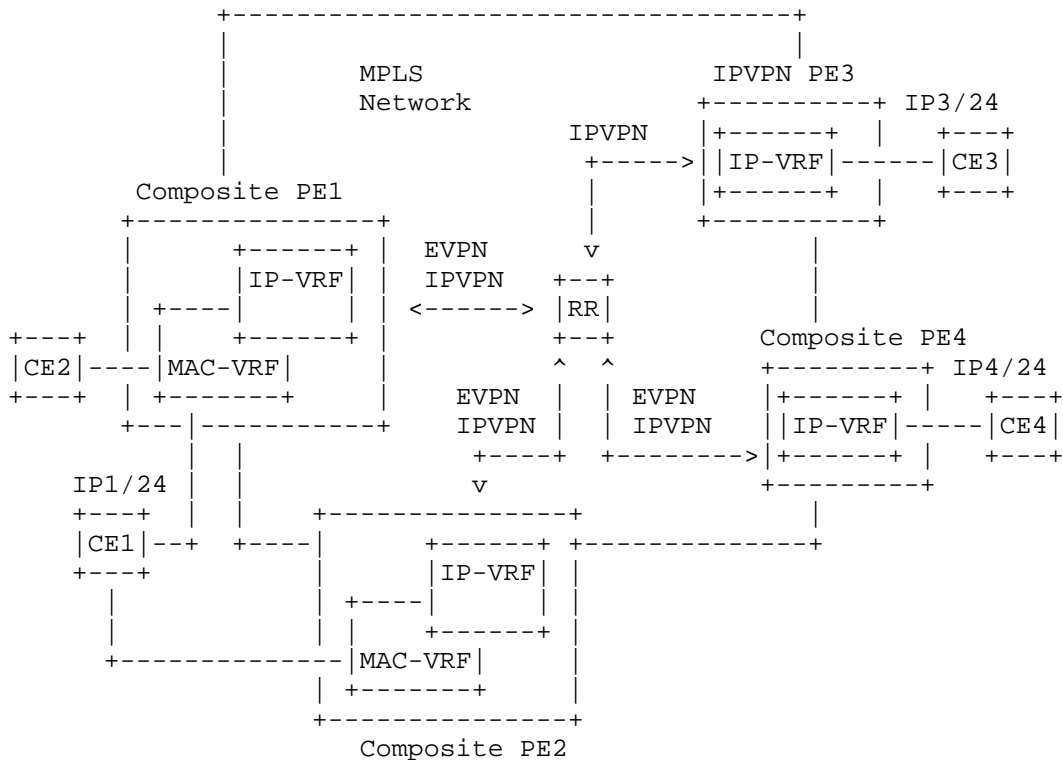 MPLS IPVPN PE3
Network IP3/24
IPVPN
IP-VRF CE3
Composite PE1
EVPN
IP-VRF IPVPN
RR
Composite PE4
CE2 MAC-VRF IP4/24
EVPN EVPN
IPVPN IPVPN IP-VRF CE4
IP1/24
CE1
IP-VRF
MAC-VRF
Composite PE2